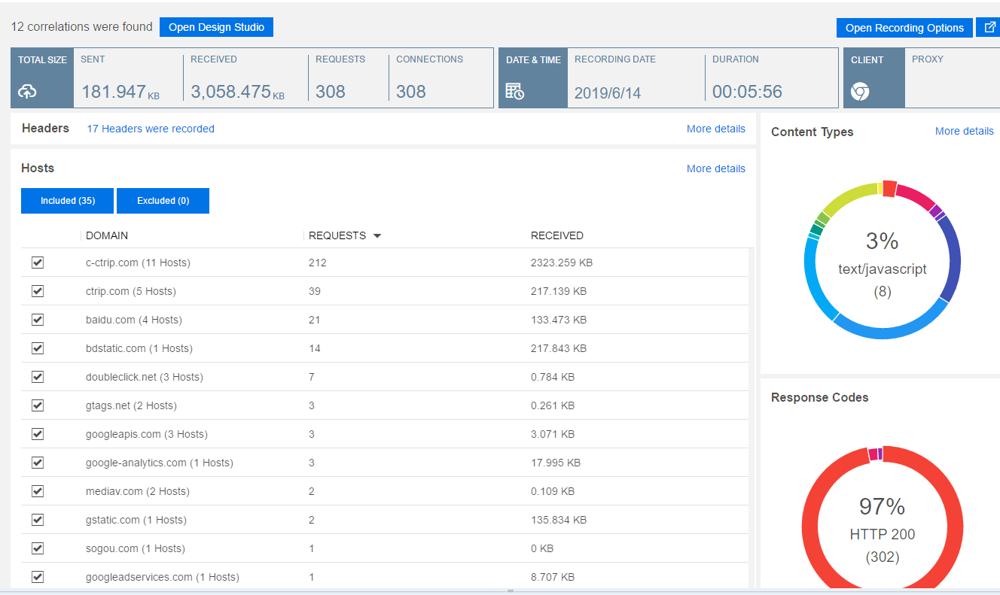 12 correlations were found Open Design Studio Open Recording Options
TOTAL SIZE SENT RECEIVED REQUESTS CONNECTIONS DATE & TIME RECORDING DATE DURATION CLIENT PROXY
181.947 KB 3,058.475 KB 308 308 2019/6/14 00:05:56
Headers 17 Headers were recorded More details
Content Types More details
Hosts More details
Included (35) Excluded (0)
DOMAIN REQUESTS RECEIVED
c-ctrip.com (11 Hosts) 212 2323.259 KB
ctrip.com (5 Hosts) 39 217.139 KB
baidu.com (4 Hosts) 21 133.473 KB
bdstatic.com (1 Hosts) 14 217.843 KB
doubleclick.net (3 Hosts) 7 0.784 KB
gtags.net (2 Hosts) 3 0.261 KB
googleapis.com (3 Hosts) 3 3.071 KB
google-analytics.com (1 Hosts) 3 17.995 KB
mediav.com (2 Hosts) 2 0.109 KB
gstatic.com (1 Hosts) 2 135.834 KB
sogou.com (1 Hosts) 1 0 KB
googleadservices.com (1 Hosts) 1 8.707 KB
3%
text/javascript
(8)
Response Codes
97%
HTTP 200
(302)